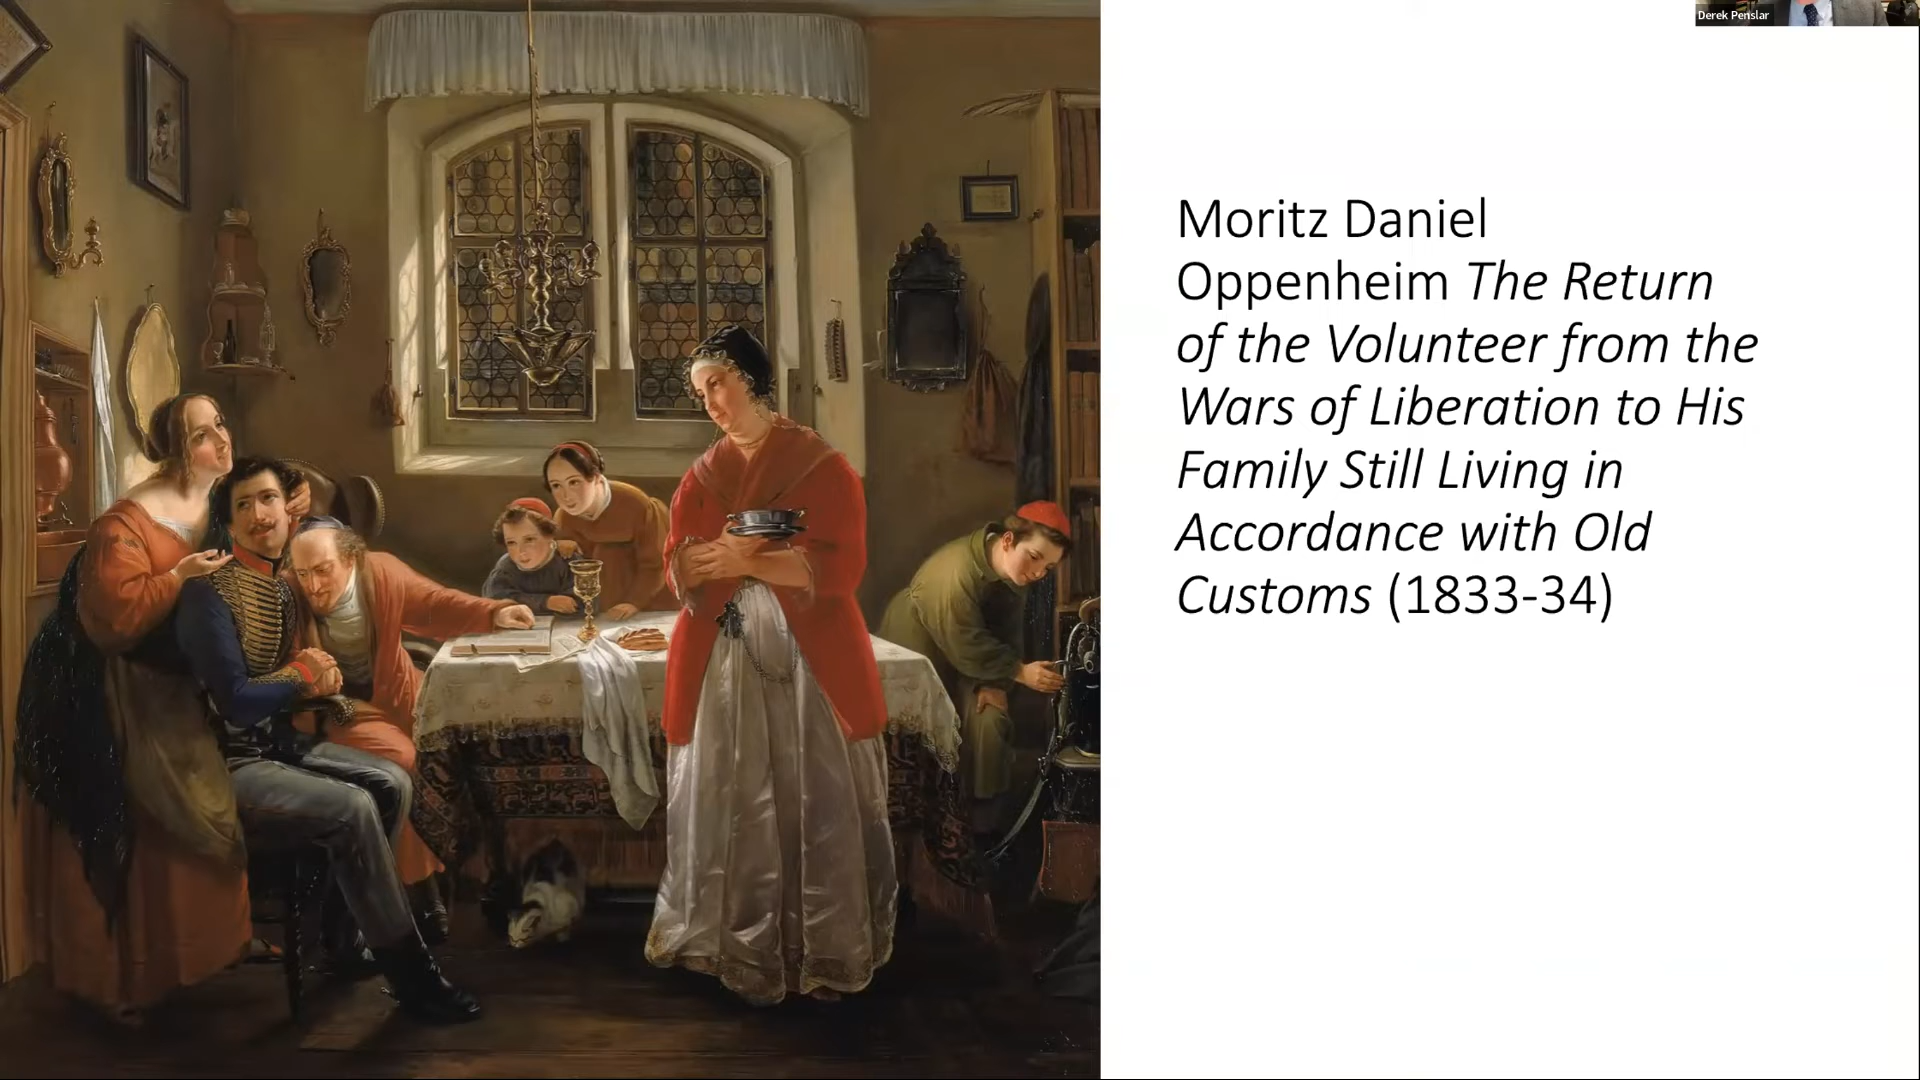 Derek Penslar
Moritz Daniel
Oppenheim The Return
of the Volunteer from the
Wars of Liberation to His
Family Still Living in
Accordance with Old
Customs (1833-34)